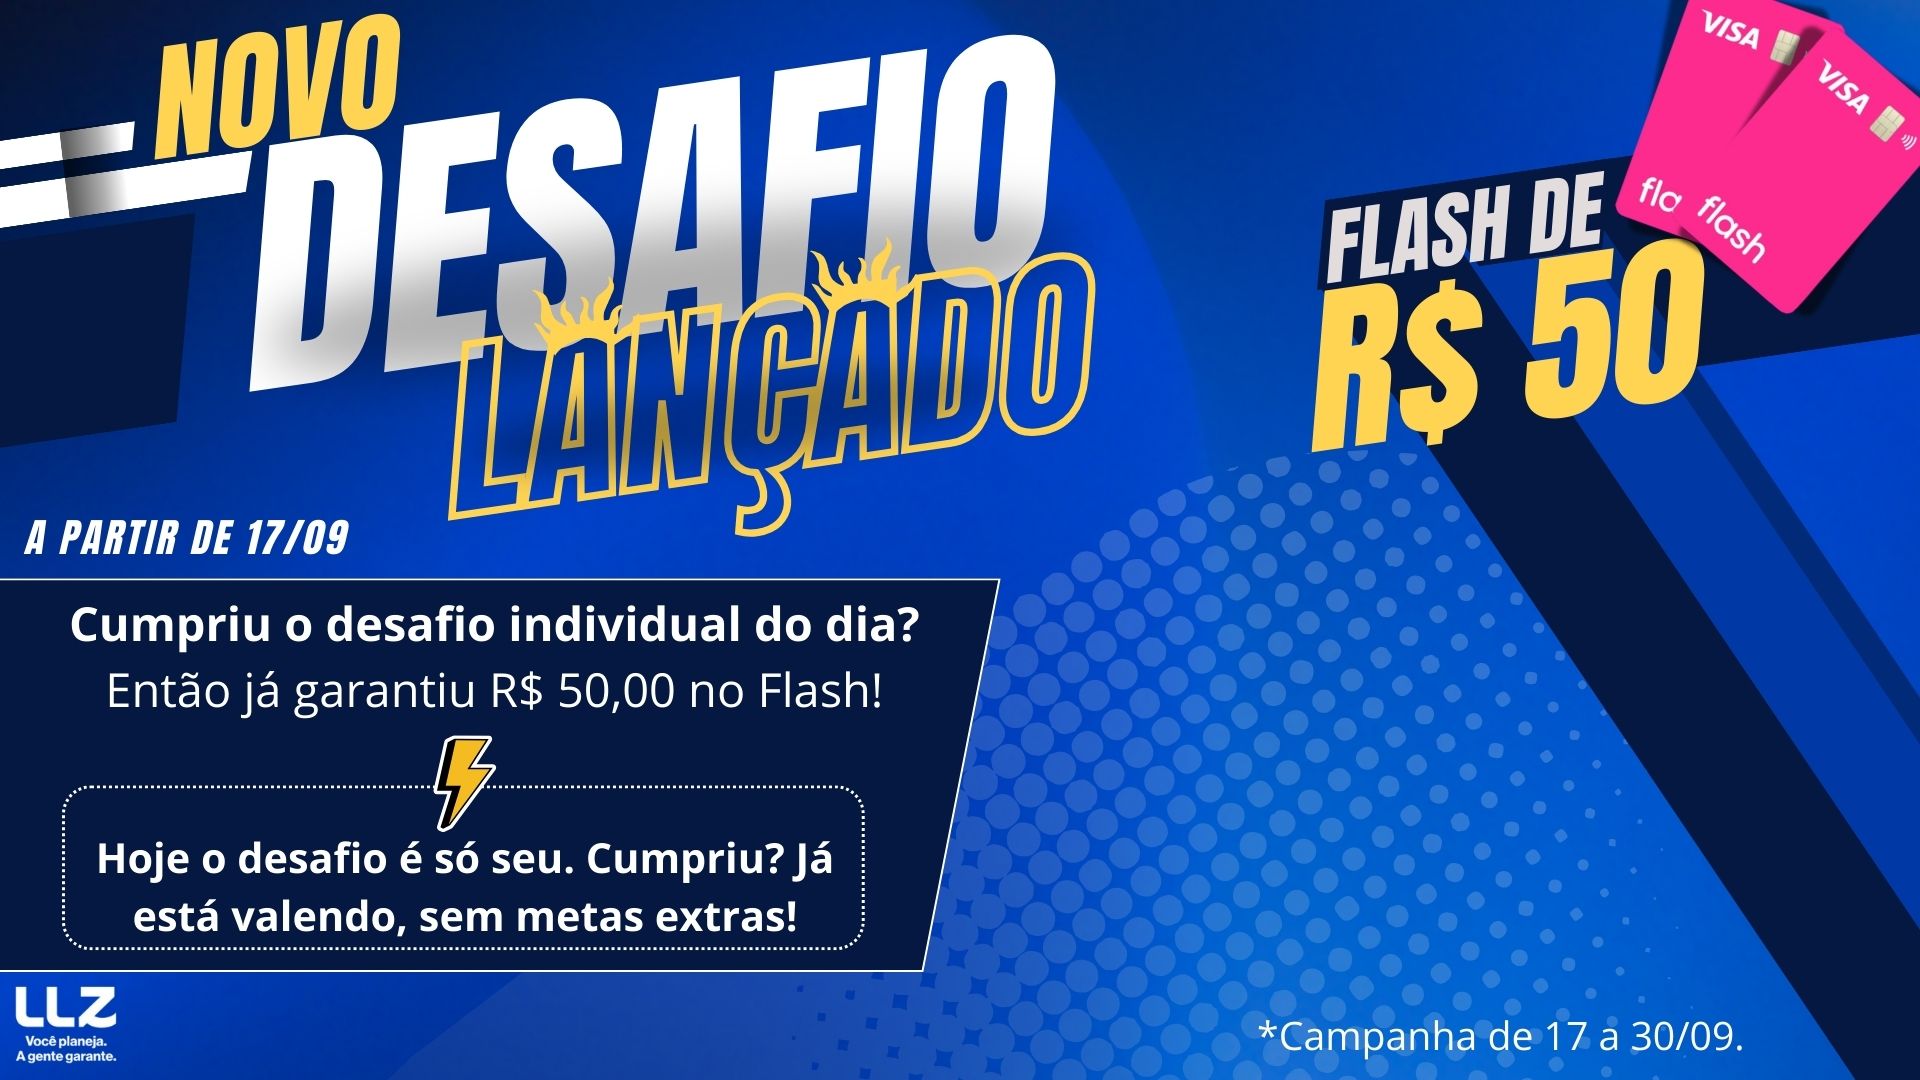 NOVO
DESAFIO
LANÇADO
VISA
VISA
fla
flash
FLASH DE
R$ 50
A PARTIR DE 17/09
Cumpriu o desafio individual do dia?
Então já garantiu R$ 50,00 no Flash!
Hoje o desafio é só seu. Cumpriu? Já
está valendo, sem metas extras!
LLZ
Você planeja.
A gente garante.
*Campanha de 17 a 30/09.